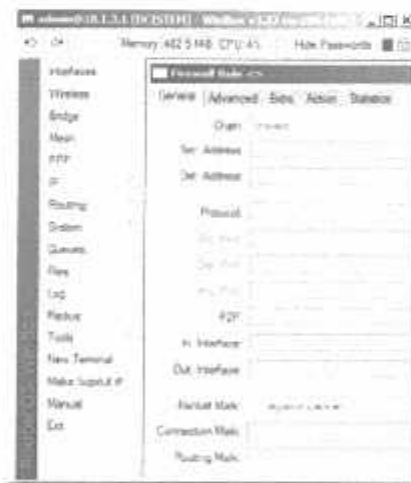 Memory: 482.5 MiB CPU: 4% Hide Passwords
Interfaces
Wireless
Bridge
Mesh
PPP
IP
Routing
System
Queues
Files
Log
Radius
Tools
New Terminal
Make Supout.rif
Manual
Exit
Firewall Rule <>
General Advanced Extra Action Statistics
Chain:
Src. Address
Dst. Address
Protocol
P2P
In. Interface
Out. Interface
Packet Mark
Connection Mark
Routing Mark